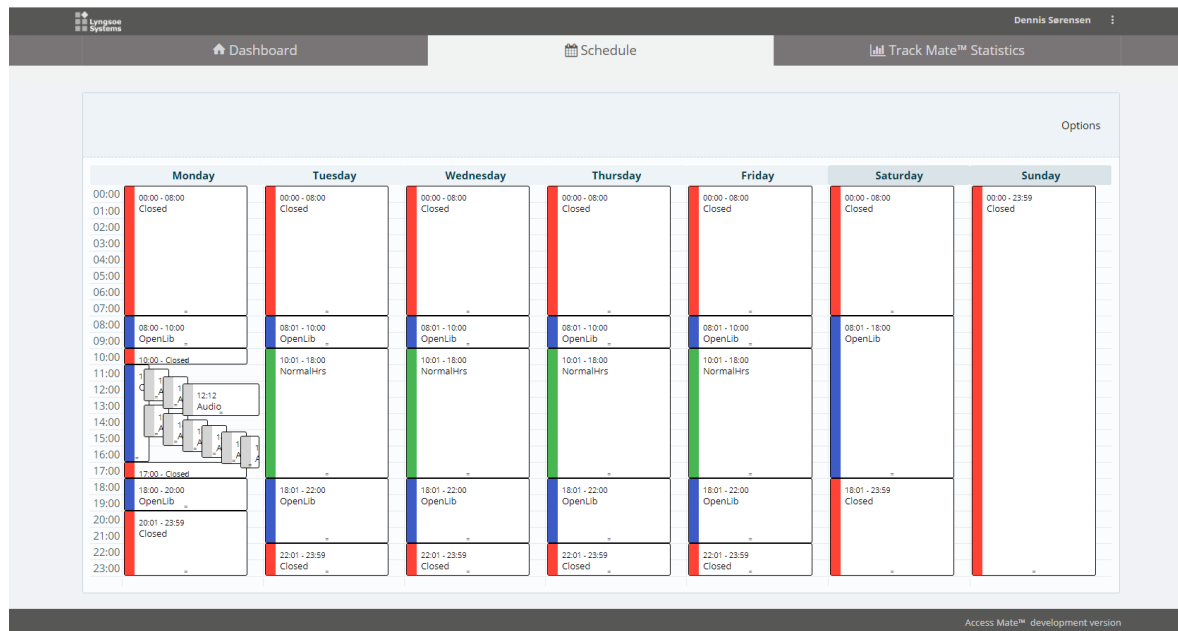 Lyngsoe
Systems
Dennis Sørensen
Dashboard
Schedule
Track Mate™ Statistics
Options
Monday
Tuesday
Wednesday
Thursday
Friday
Saturday
Sunday
00:00
01:00
02:00
03:00
04:00
05:00
06:00
07:00
08:00
09:00
10:00
11:00
12:00
13:00
14:00
15:00
16:00
17:00
18:00
19:00
20:00
21:00
22:00
23:00
00:00 - 08:00
Closed
08:00 - 10:00
OpenLib
10:00 - Closed
12:12
Audio
17:00 - Closed
18:00 - 20:00
OpenLib
20:01 - 23:59
Closed
00:00 - 08:00
Closed
08:01 - 10:00
OpenLib
10:01 - 18:00
NormalHrs
18:01 - 22:00
OpenLib
22:01 - 23:59
Closed
00:00 - 08:00
Closed
08:01 - 10:00
OpenLib
10:01 - 18:00
NormalHrs
18:01 - 22:00
OpenLib
22:01 - 23:59
Closed
00:00 - 08:00
Closed
08:01 - 10:00
OpenLib
10:01 - 18:00
NormalHrs
18:01 - 22:00
OpenLib
22:01 - 23:59
Closed
00:00 - 08:00
Closed
08:01 - 10:00
OpenLib
10:01 - 18:00
NormalHrs
18:01 - 22:00
OpenLib
22:01 - 23:59
Closed
00:00 - 08:00
Closed
08:01 - 18:00
OpenLib
18:01 - 23:59
Closed
00:00 - 23:59
Closed
Access Mate™ development version